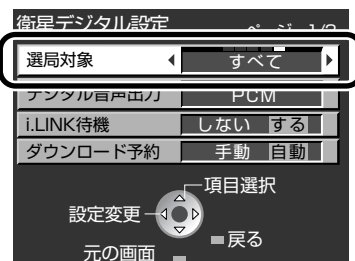 衛星デジタル設定 ページ 1/2
選局対象 すべて
デジタル音声出力 PCM
i.LINK待機 しない する
ダウンロード予約 手動 自動
項目選択
設定変更
戻る
元の画面